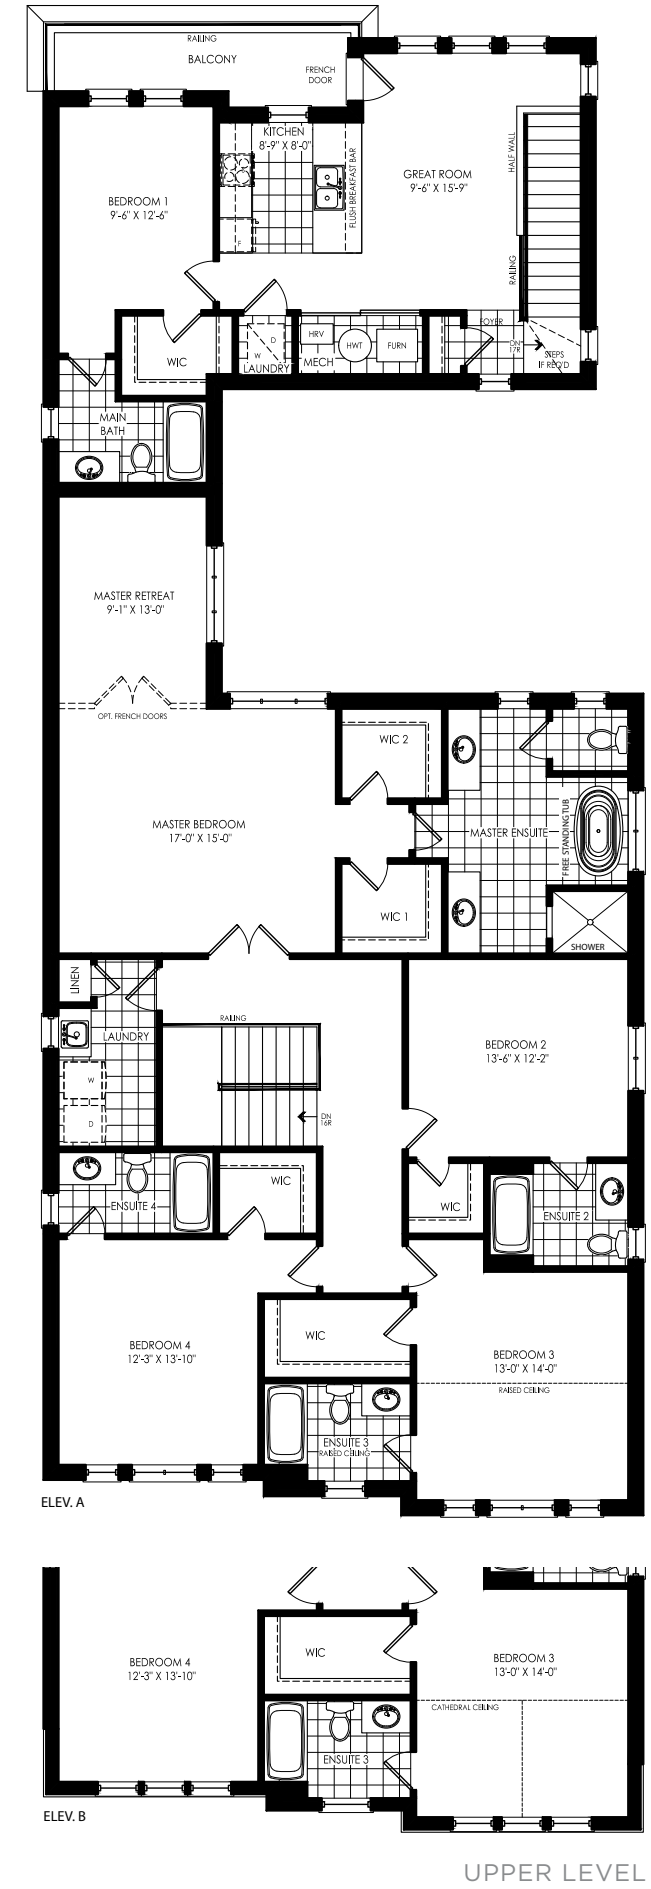 RAILING
BALCONY
FRENCH
DOOR
KITCHEN
8'-9" X 8'-0"
FLUSH BREAKFAST BAR
F
GREAT ROOM
9'-6" X 15'-9"
HALF WALL
RAILING
BEDROOM 1
9'-6" X 12'-6"
WIC
D
W
LAUNDRY
HRV
MECH
HWT
FURN
FOYER
DN
17R
STEPS
IF REQ'D
MAIN
BATH
MASTER RETREAT
9'-1" X 13'-0"
OPT. FRENCH DOORS
WIC 2
MASTER BEDROOM
17'-0" X 15'-0"
MASTER ENSUITE
FREE STANDING TUB
WIC 1
SHOWER
LINEN
LAUNDRY
W
D
RAILING
DN
16R
BEDROOM 2
13'-6" X 12'-2"
WIC
WIC
ENSUITE 4
ENSUITE 2
BEDROOM 4
12'-3" X 13'-10"
WIC
BEDROOM 3
13'-0" X 14'-0"
RAISED CEILING
ENSUITE 3
RAISED CEILING
ELEV. A
BEDROOM 4
12'-3" X 13'-10"
WIC
BEDROOM 3
13'-0" X 14'-0"
CATHEDRAL CEILING
ENSUITE 3
ELEV. B
UPPER LEVEL